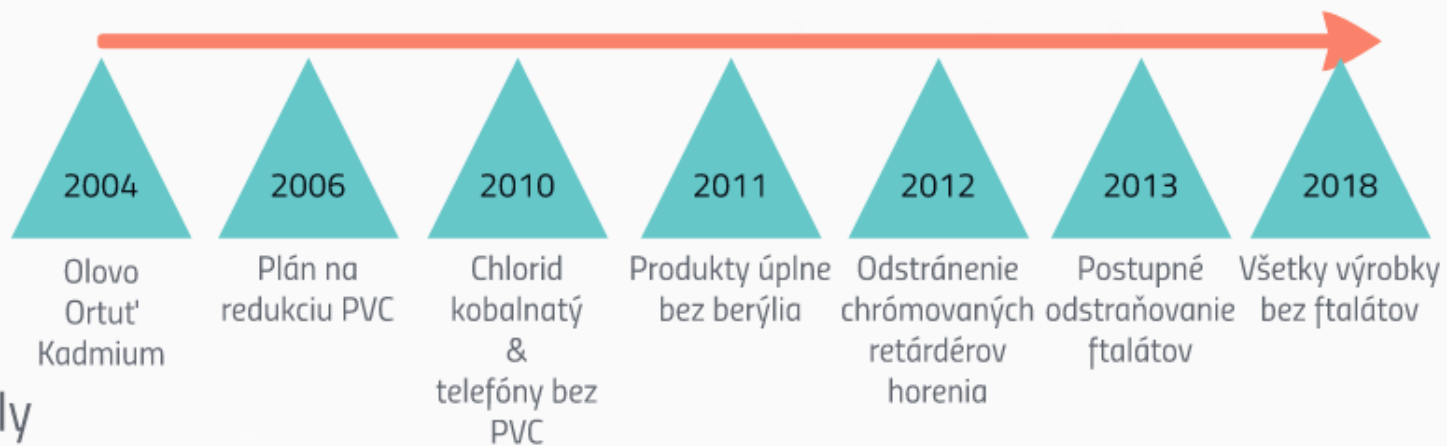 2004
Olovo
Ortuť
Kadmium
2006
Plán na
redukciu PVC
2010
Chlorid
kobalnatý
&
telefóny bez
PVC
2011
Produkty úplne
bez berýlia
2012
Odstránenie
chrómovaných
retárdérov
horenia
2013
Postupné
odstraňovanie
ftalátov
2018
Všetky výrobky
bez ftalátov
ly